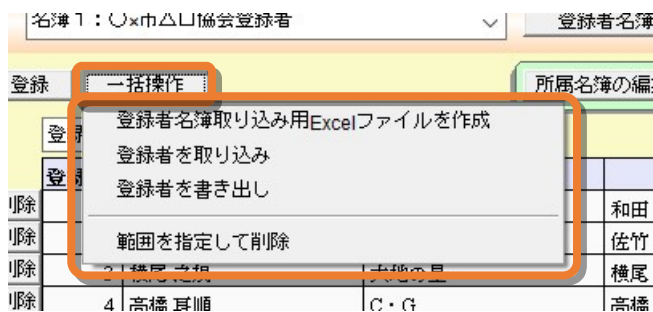 名簿1：○×市△□協会登録者
登録者名簿
登録 一括操作 所属名簿の編
登録者名簿取り込み用Excelファイルを作成
登録者を取り込み
登録者を書き出し
和田
佐竹
範囲を指定して削除
横尾
4 高橋 C・G 高橋